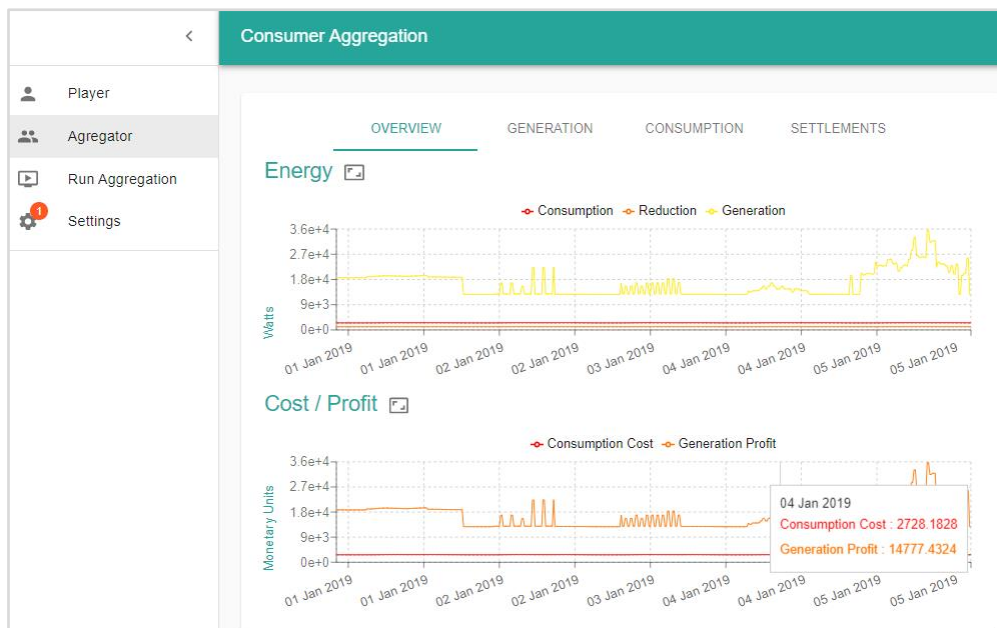 Consumer Aggregation
Player
Agregator
Run Aggregation
1
Settings
OVERVIEW GENERATION CONSUMPTION SETTLEMENTS
Energy
Consumption Reduction Generation
3.6e+4
2.7e+4
1.8e+4
9e+3
0e+0
Watts
01 Jan 2019 01 Jan 2019 02 Jan 2019 02 Jan 2019 03 Jan 2019 04 Jan 2019 04 Jan 2019 05 Jan 2019 05 Jan 2019
Cost / Profit
Consumption Cost Generation Profit
3.6e+4
2.7e+4
1.8e+4
9e+3
0e+0
Monetary Units
04 Jan 2019
Consumption Cost : 2728.1828
Generation Profit : 14777.4324
01 Jan 2019 01 Jan 2019 02 Jan 2019 02 Jan 2019 03 Jan 2019 04 Jan 2019 04 Jan 2019 05 Jan 2019 05 Jan 2019